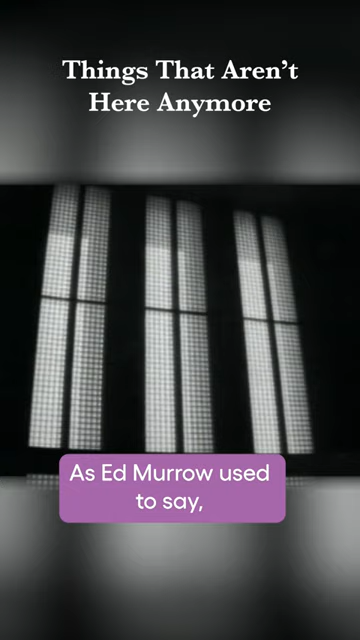 Things That Aren’t
Here Anymore
As Ed Murrow used
to say,